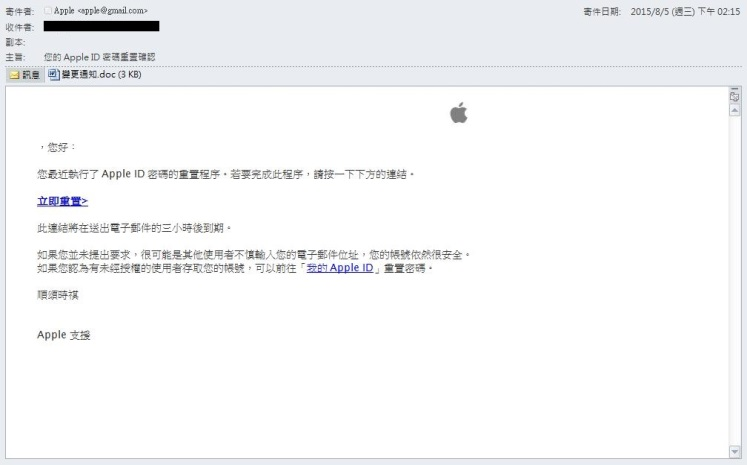 寄件者: Apple <apple@gmail.com> 寄件日期: 2015/8/5 (週三) 下午 02:15
收件者:
副本:
主旨: 您的 Apple ID 密碼重置確認
訊息 變更通知.doc (3 KB)
，您好：
您最近執行了 Apple ID 密碼的重置程序。若要完成此程序，請按一下下方的連結。
立即重置>
此連結將在送出電子郵件的三小時後到期。
如果您並未提出要求，很可能是其他使用者不慎輸入您的電子郵件位址，您的帳號依然很安全。
如果您認為有未經授權的使用者存取您的帳號，可以前往「我的 Apple ID」重置密碼。
順頌時祺
Apple 支援